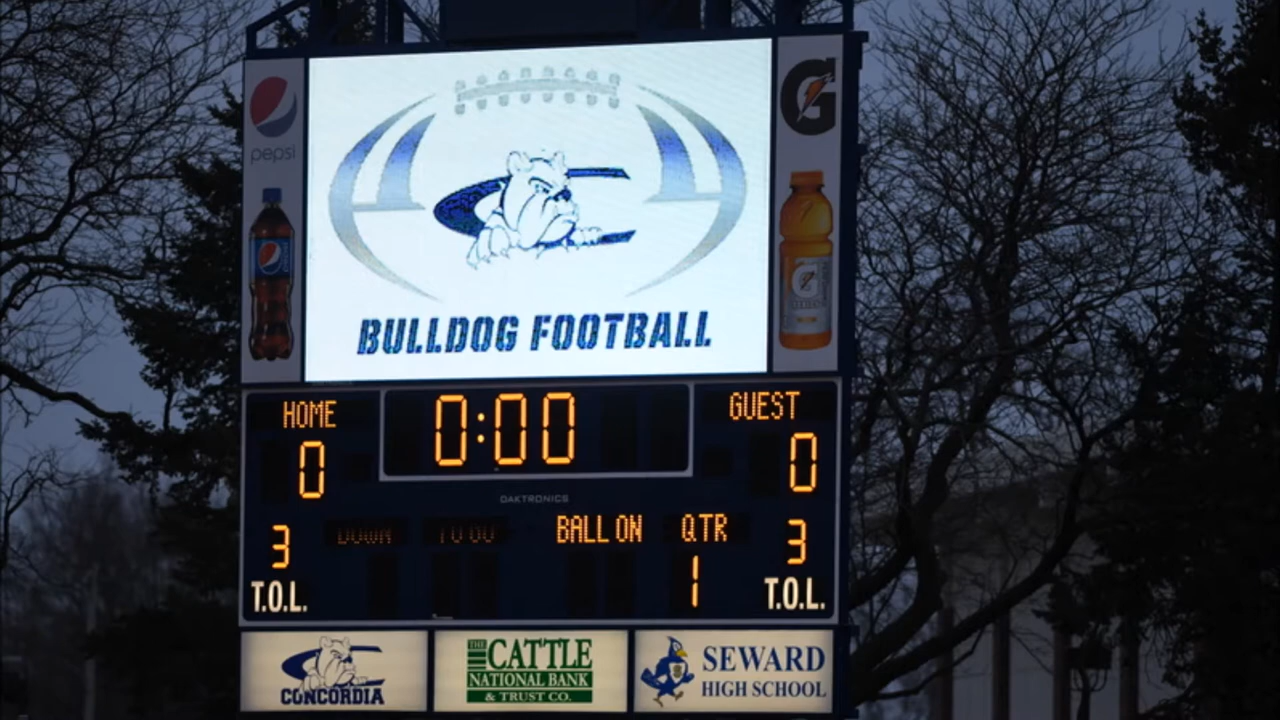 pepsi
G
BULLDOG FOOTBALL
HOME
0:00
GUEST
0
0
DAKTRONICS
3
DOWN
TO GO
BALL ON
QTR
3
T.O.L.
1
T.O.L.
CONCORDIA
THE
CATTLE
NATIONAL BANK
& TRUST CO.
SEWARD
HIGH SCHOOL